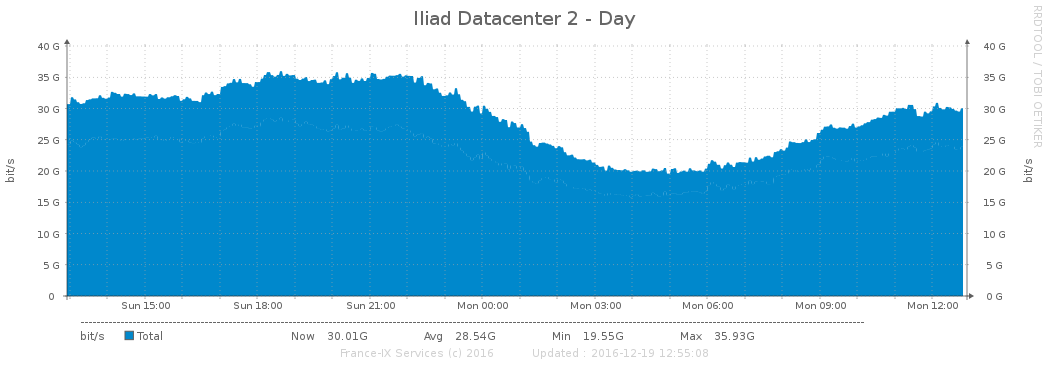 Iliad Datacenter 2 - Day
RRDTOOL / TOBI OETIKER
40 G 40 G
35 G 35 G
30 G 30 G
25 G 25 G
20 G 20 G
15 G 15 G
10 G 10 G
5 G 5 G
0 0 G
bit/s bit/s
Sun 15:00 Sun 18:00 Sun 21:00 Mon 00:00 Mon 03:00 Mon 06:00 Mon 09:00 Mon 12:00
bit/s Total Now 30.01G Avg 28.54G Min 19.55G Max 35.93G
France-IX Services (c) 2016 Updated : 2016-12-19 12:55:08